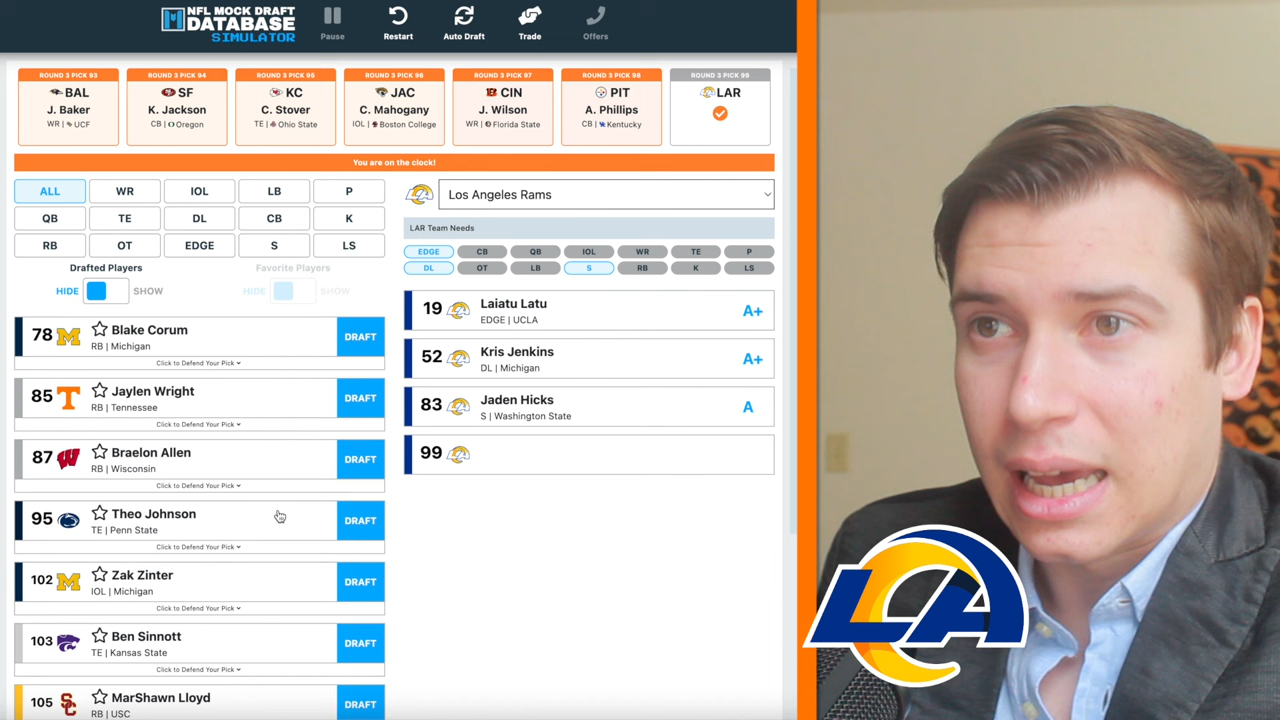 NFL MOCK DRAFT
DATABASE
SIMULATOR
Pause
Restart
Auto Draft
Trade
Offers
ROUND 3 PICK 93
BAL
J. Baker
WR | UCF
ROUND 3 PICK 94
SF
K. Jackson
CB | Oregon
ROUND 3 PICK 95
KC
C. Stover
TE | Ohio State
ROUND 3 PICK 96
JAC
C. Mahogany
IOL | Boston College
ROUND 3 PICK 97
CIN
J. Wilson
WR | Florida State
ROUND 3 PICK 98
PIT
A. Phillips
CB | Kentucky
ROUND 3 PICK 99
LAR
You are on the clock!
ALL WR IOL LB P
QB TE DL CB K
RB OT EDGE S LS
Drafted Players
HIDE SHOW
Favorite Players
HIDE SHOW
78 Blake Corum DRAFT
RB | Michigan
Click to Defend Your Pick
85 Jaylen Wright DRAFT
RB | Tennessee
Click to Defend Your Pick
87 Braelon Allen DRAFT
RB | Wisconsin
Click to Defend Your Pick
95 Theo Johnson DRAFT
TE | Penn State
Click to Defend Your Pick
102 Zak Zinter DRAFT
IOL | Michigan
Click to Defend Your Pick
103 Ben Sinnott DRAFT
TE | Kansas State
Click to Defend Your Pick
105 MarShawn Lloyd DRAFT
RB | USC
Los Angeles Rams
LAR Team Needs
EDGE CB QB IOL WR TE P
DL OT LB S RB K LS
19 Laiatu Latu A+
EDGE | UCLA
52 Kris Jenkins A+
DL | Michigan
83 Jaden Hicks A
S | Washington State
99
LA